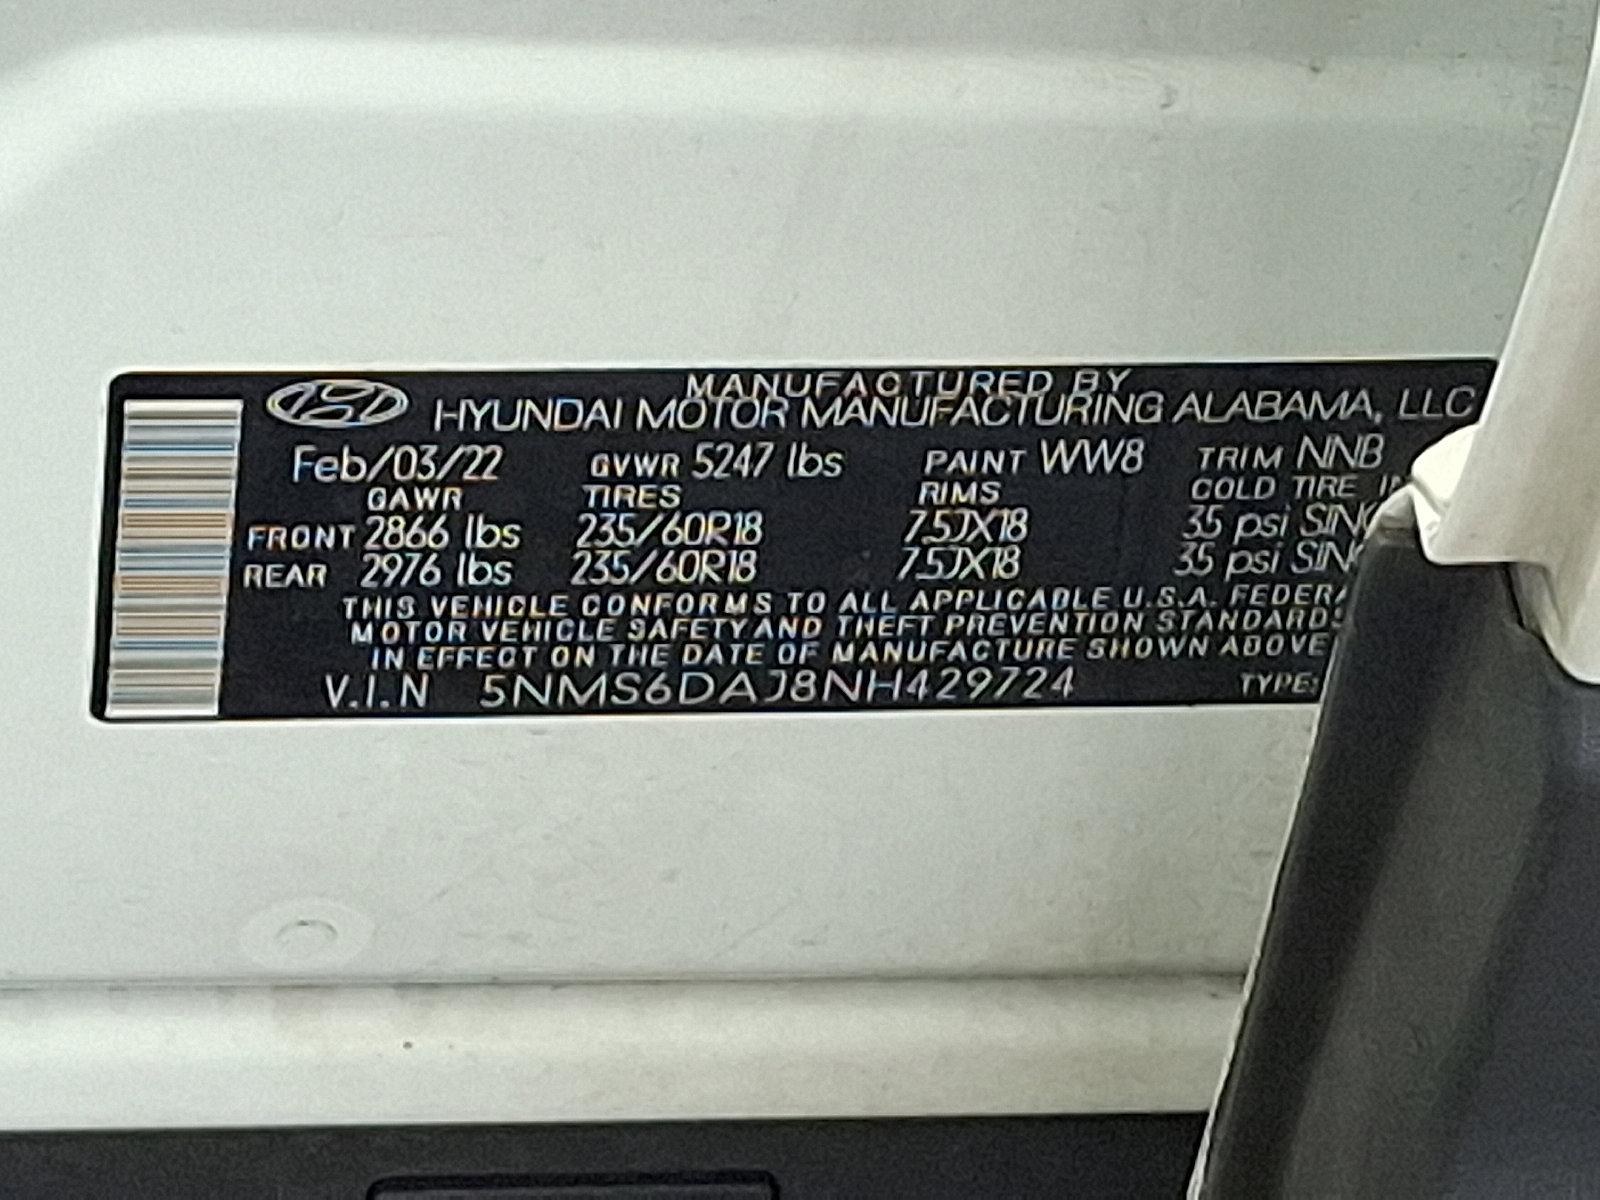 MANUFACTURED BY
HYUNDAI MOTOR MANUFACTURING ALABAMA, LLC
Feb/03/22 GVWR 5247 lbs PAINT WW8 TRIM NNB
GAWR TIRES RIMS COLD TIRE
FRONT 2866 lbs 235/60R18 7.5JX18 35 psi
REAR 2976 lbs 235/60R18 7.5JX18 35 psi
THIS VEHICLE CONFORMS TO ALL APPLICABLE U.S.A.
MOTOR VEHICLE SAFETY AND THEFT PREVENTION STANDARDS
IN EFFECT ON THE DATE OF MANUFACTURE SHOWN ABOVE
V.I.N 5NMS6DAJ8NH429724 TYPE: